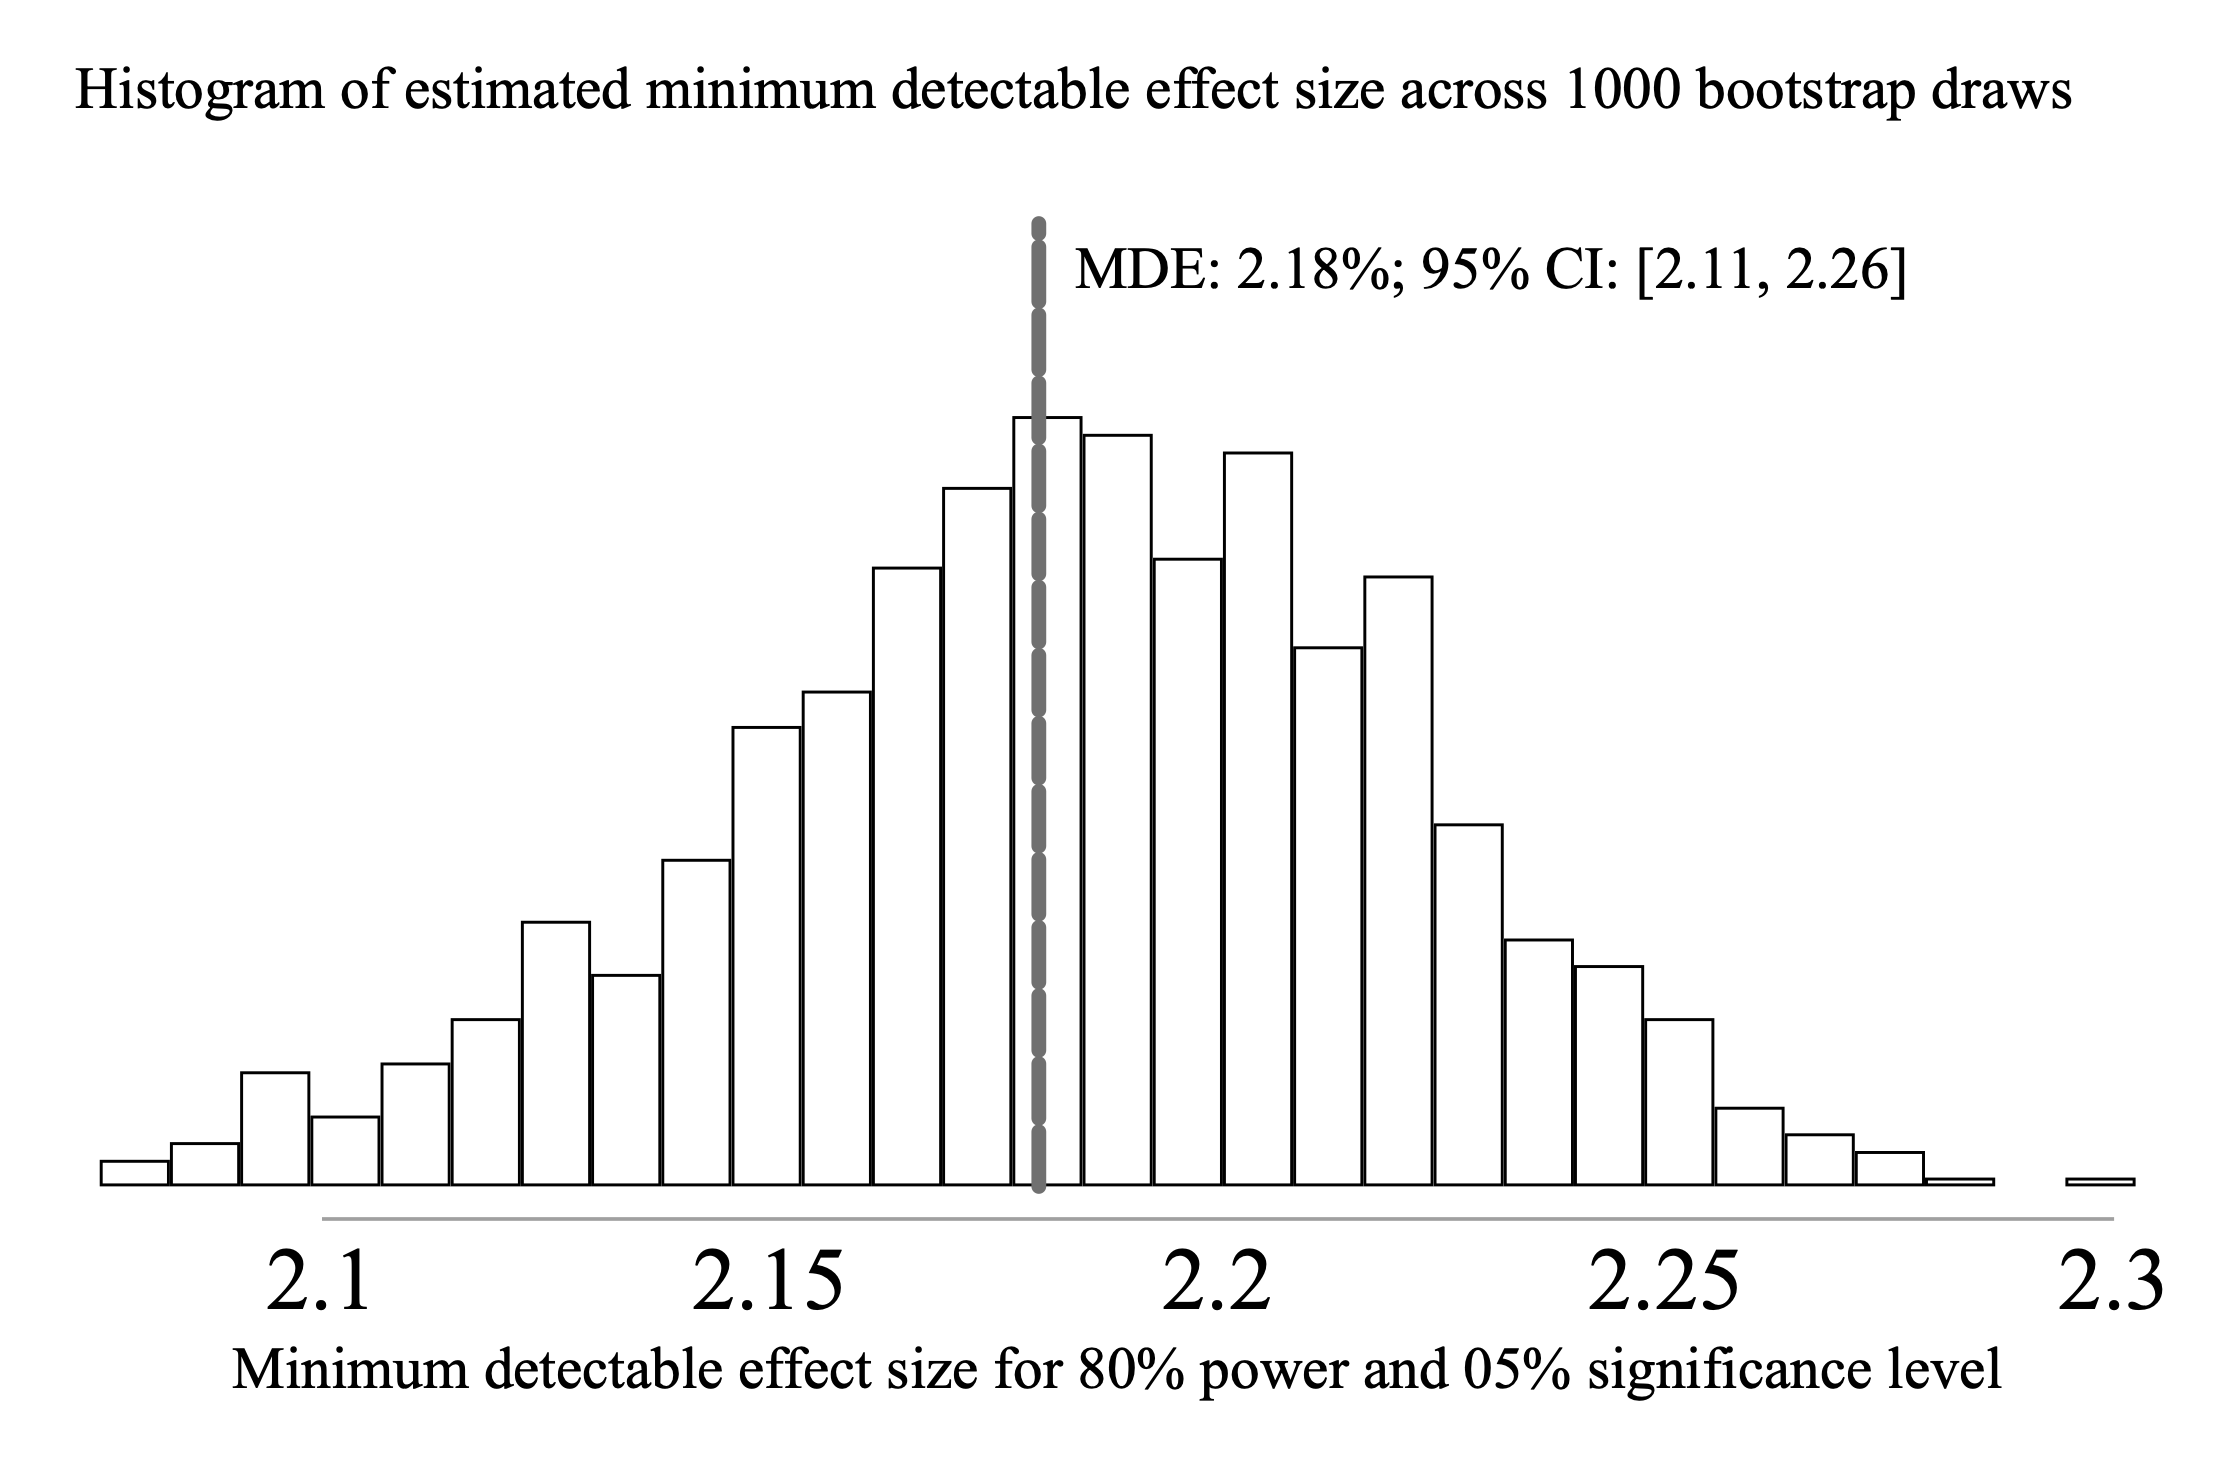 Histogram of estimated minimum detectable effect size across 1000 bootstrap draws
MDE: 2.18%; 95% CI: [2.11, 2.26]
2.1 2.15 2.2 2.25 2.3
Minimum detectable effect size for 80% power and 05% significance level